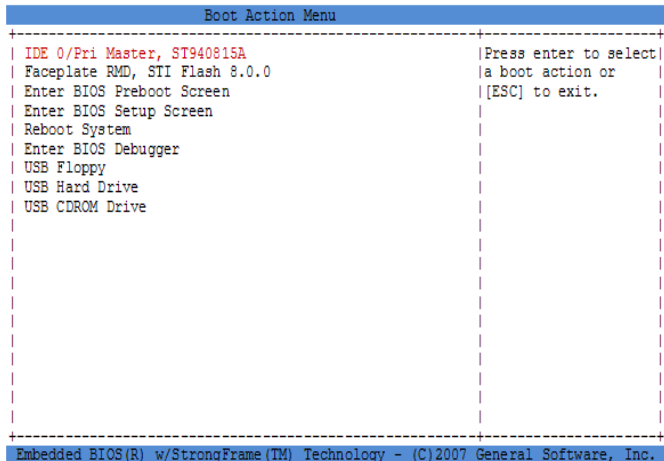 Boot Action Menu
IDE 0/Pri Master, ST940815A
Faceplate RMD, STI Flash 8.0.0
Enter BIOS Preboot Screen
Enter BIOS Setup Screen
Reboot System
Enter BIOS Debugger
USB Floppy
USB Hard Drive
USB CDROM Drive
Press enter to select
a boot action or
[ESC] to exit.
Embedded BIOS(R) w/StrongFrame(TM) Technology - (C)2007 General Software, Inc.